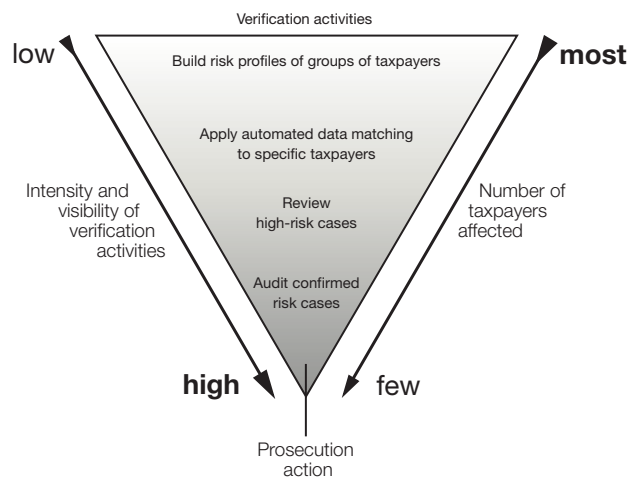 Verification activities
low
most
Build risk profiles of groups of taxpayers
Apply automated data matching
to specific taxpayers
Intensity and
visibility of
verification
activities
Number of
taxpayers
affected
Review
high-risk cases
Audit confirmed
risk cases
high
few
Prosecution
action